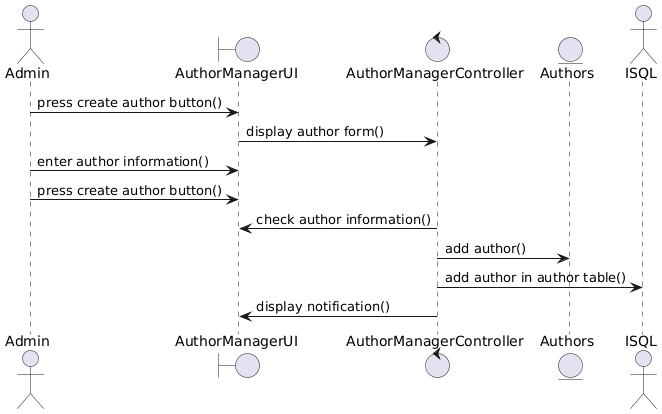 Admin AuthorManagerUI AuthorManagerController Authors ISQL
press create author button()
display author form()
enter author information()
press create author button()
check author information()
add author()
add author in author table()
display notification()
Admin AuthorManagerUI AuthorManagerController Authors ISQL